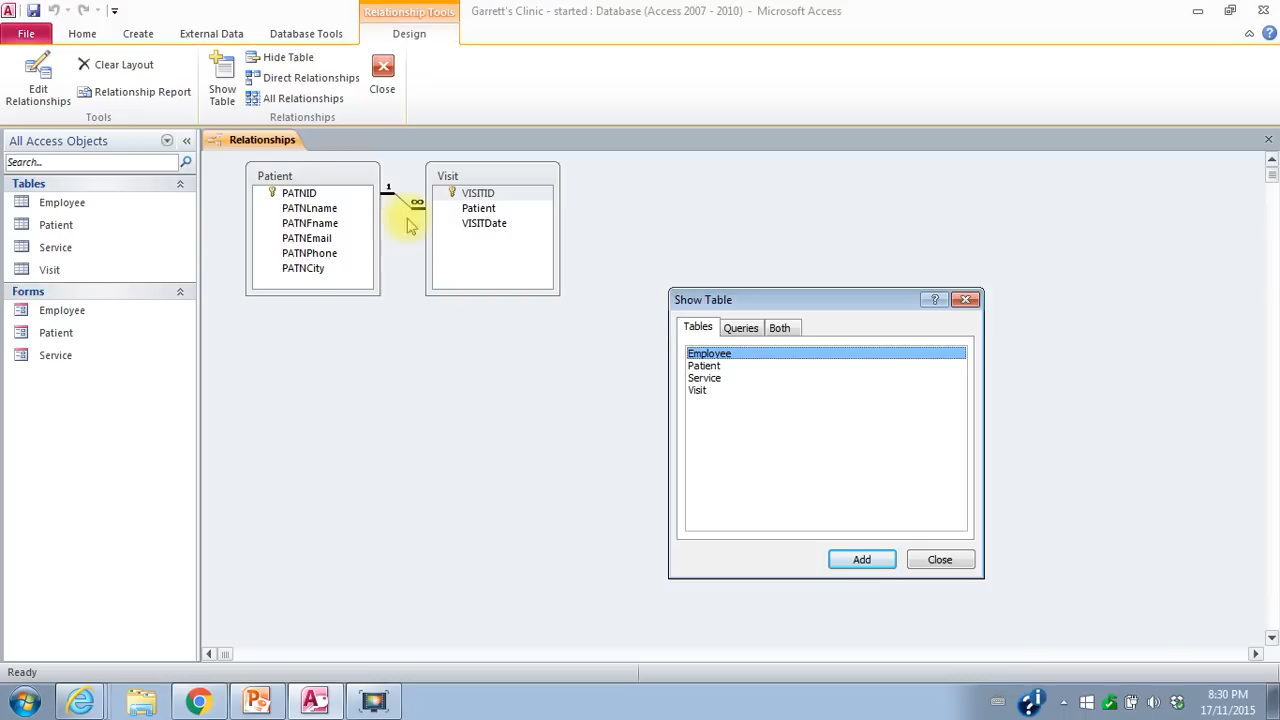 Relationship Tools
Garrett's Clinic - started : Database (Access 2007 - 2010) - Microsoft Access
File
Home
Create
External Data
Database Tools
Design
Edit
Relationships
Clear Layout
Relationship Report
Tools
Show
Table
Hide Table
Direct Relationships
All Relationships
Relationships
Close
All Access Objects
Search...
Tables
Employee
Patient
Service
Visit
Forms
Employee
Patient
Service
Relationships
Patient
PATNID
PATNLname
PATNFname
PATNEmail
PATNPhone
PATNCity
1
∞
Visit
VISITID
Patient
VISITDate
Show Table
Tables
Queries
Both
Employee
Patient
Service
Visit
Add
Close
Ready
8:30 PM
17/11/2015